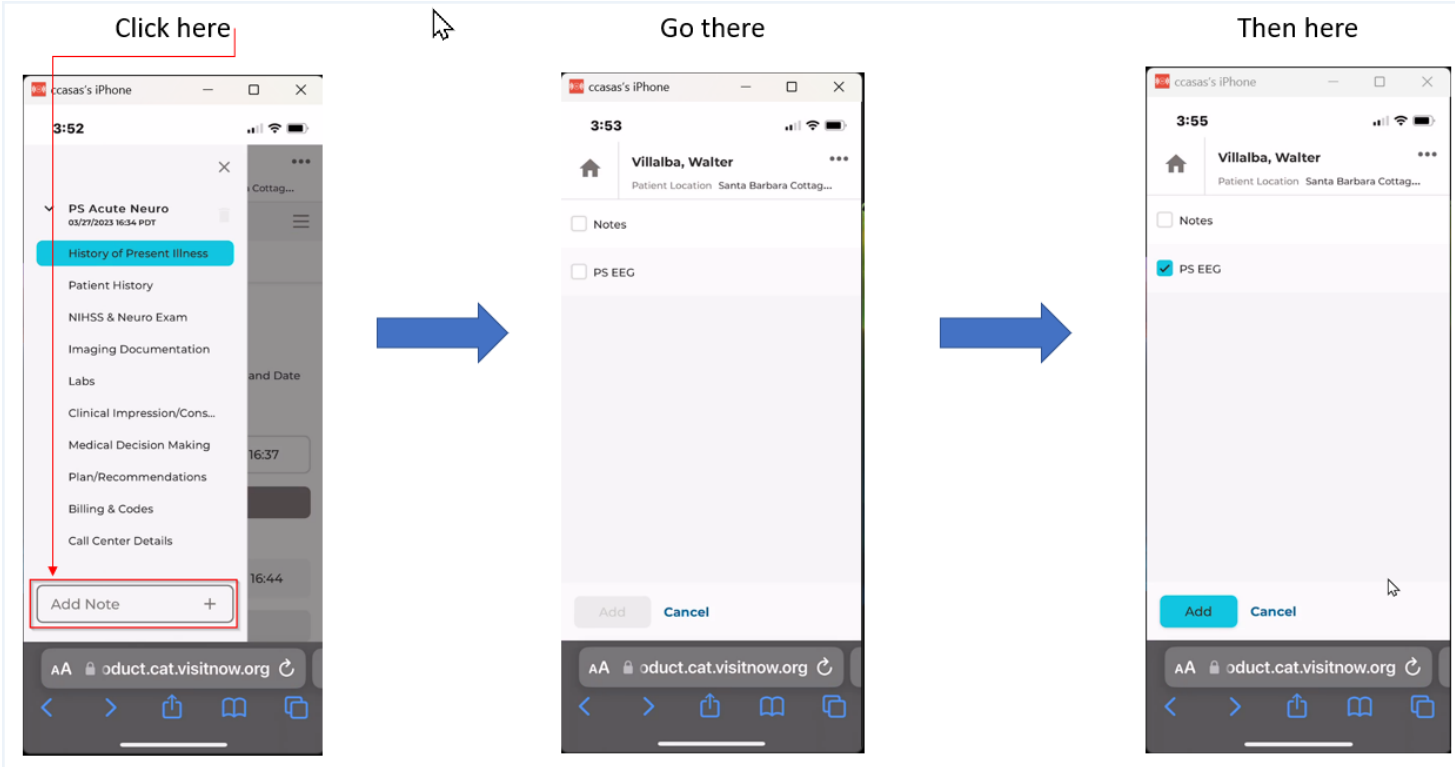 Click here
Go there
Then here
ccasas's iPhone
3:52
Cottag...
PS Acute Neuro
03/27/2023 16:34 PDT
History of Present Illness
Patient History
NIHSS & Neuro Exam
Imaging Documentation
Labs
and Date
Clinical Impression/Cons...
Medical Decision Making
16:37
Plan/Recommendations
Billing & Codes
Call Center Details
16:44
Add Note +
AA oduct.cat.visitnow.org
ccasas's iPhone
3:53
Villalba, Walter
Patient Location Santa Barbara Cottag...
Notes
PS EEG
Add Cancel
AA oduct.cat.visitnow.org
ccasas's iPhone
3:55
Villalba, Walter
Patient Location Santa Barbara Cottag...
Notes
PS EEG
Add Cancel
AA oduct.cat.visitnow.org